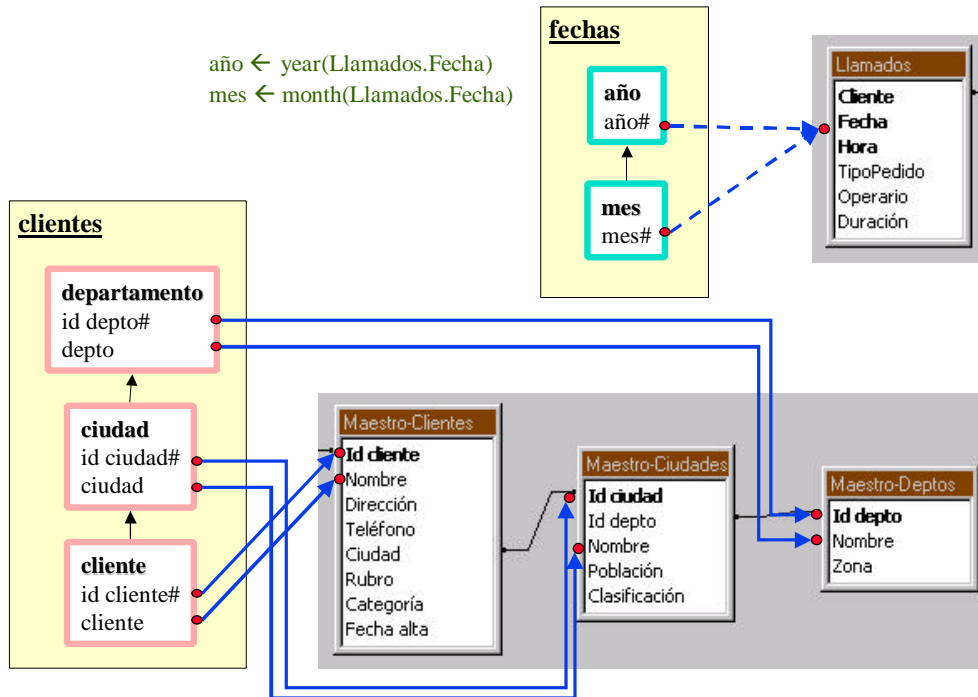 año ← year(Llamados.Fecha)
mes ← month(Llamados.Fecha)
fechas
año
año#
mes
mes#
Llamados
Cliente
Fecha
Hora
TipoPedido
Operario
Duración
clientes
departamento
id depto#
depto
ciudad
id ciudad#
ciudad
cliente
id cliente#
cliente
Maestro-Clientes
Id cliente
Nombre
Dirección
Teléfono
Ciudad
Rubro
Categoría
Fecha alta
Maestro-Ciudades
Id ciudad
Id depto
Nombre
Población
Clasificación
Maestro-Deptos
Id depto
Nombre
Zona